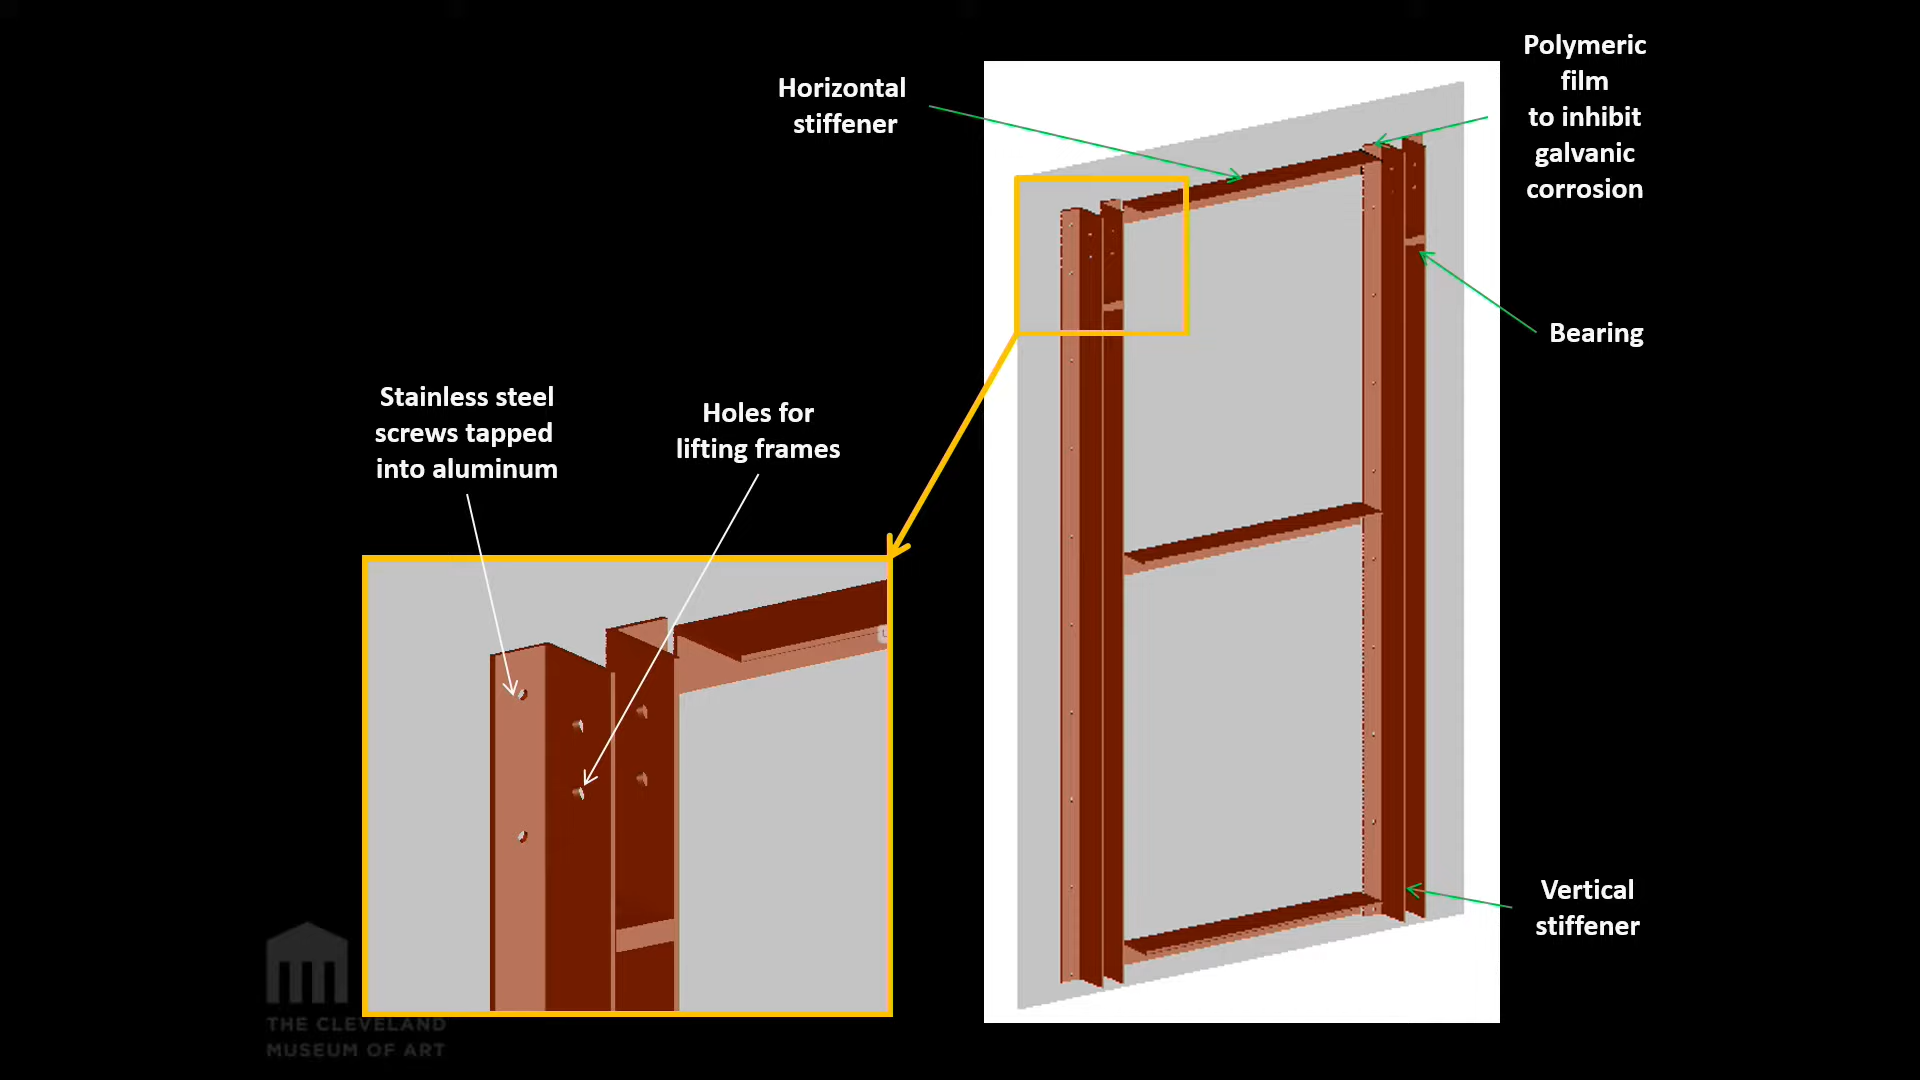 Horizontal
stiffener
Polymeric
film
to inhibit
galvanic
corrosion
Bearing
Stainless steel
screws tapped
into aluminum
Holes for
lifting frames
Vertical
stiffener
THE CLEVELAND
MUSEUM OF ART